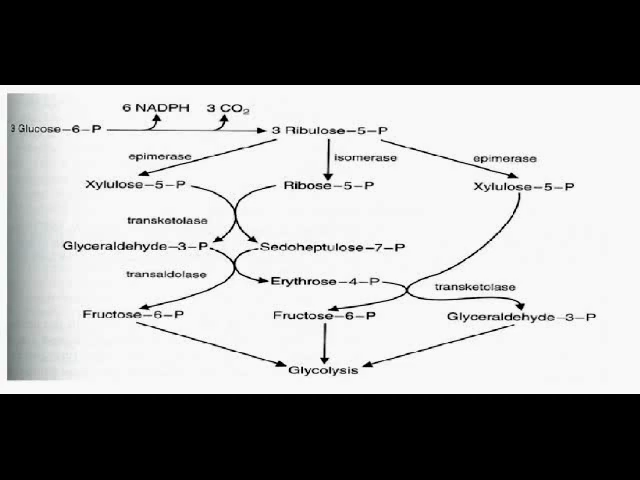 6 NADPH 3 CO₂
3 Glucose–6–P 3 Ribulose–5–P
epimerase isomerase epimerase
Xylulose–5–P Ribose–5–P Xylulose–5–P
transketolase
Glyceraldehyde–3–P Sedoheptulose–7–P
transaldolase Erythrose–4–P transketolase
Fructose–6–P Fructose–6–P Glyceraldehyde–3–P
Glycolysis